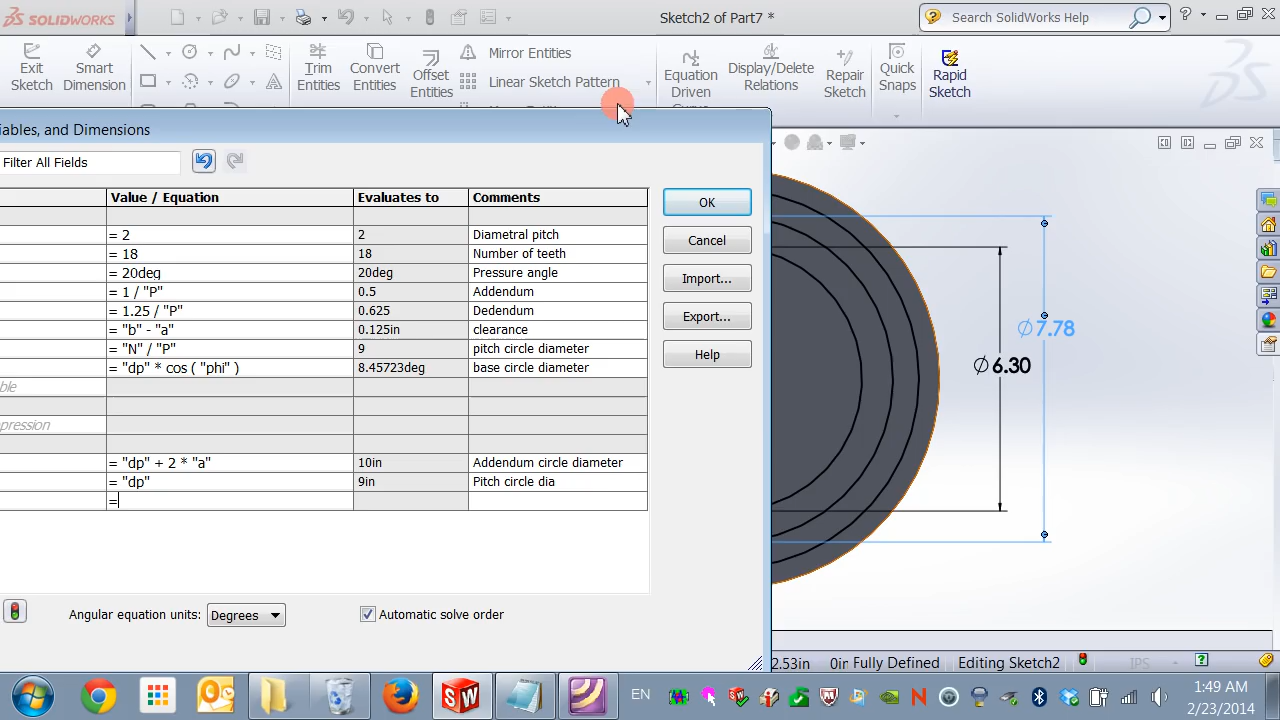 SOLIDWORKS
Sketch2 of Part7 *
Search SolidWorks Help
Exit Sketch
Smart Dimension
Trim Entities
Convert Entities
Offset Entities
Mirror Entities
Linear Sketch Pattern
Equation Driven
Display/Delete Relations
Repair Sketch
Quick Snaps
Rapid Sketch
iables, and Dimensions
Filter All Fields
Value / Equation Evaluates to Comments
= 2 2 Diametral pitch
= 18 18 Number of teeth
= 20deg 20deg Pressure angle
= 1 / "P" 0.5 Addendum
= 1.25 / "P" 0.625 Dedendum
= "b" - "a" 0.125in clearance
= "N" / "P" 9 pitch circle diameter
= "dp" * cos ( "phi" ) 8.45723deg base circle diameter
ble
pression
= "dp" + 2 * "a" 10in Addendum circle diameter
= "dp" 9in Pitch circle dia
=
OK
Cancel
Import...
Export...
Help
Angular equation units: Degrees
Automatic solve order
∅7.78
∅6.30
2.53in 0in Fully Defined Editing Sketch2 IPS
EN
1:49 AM
2/23/2014